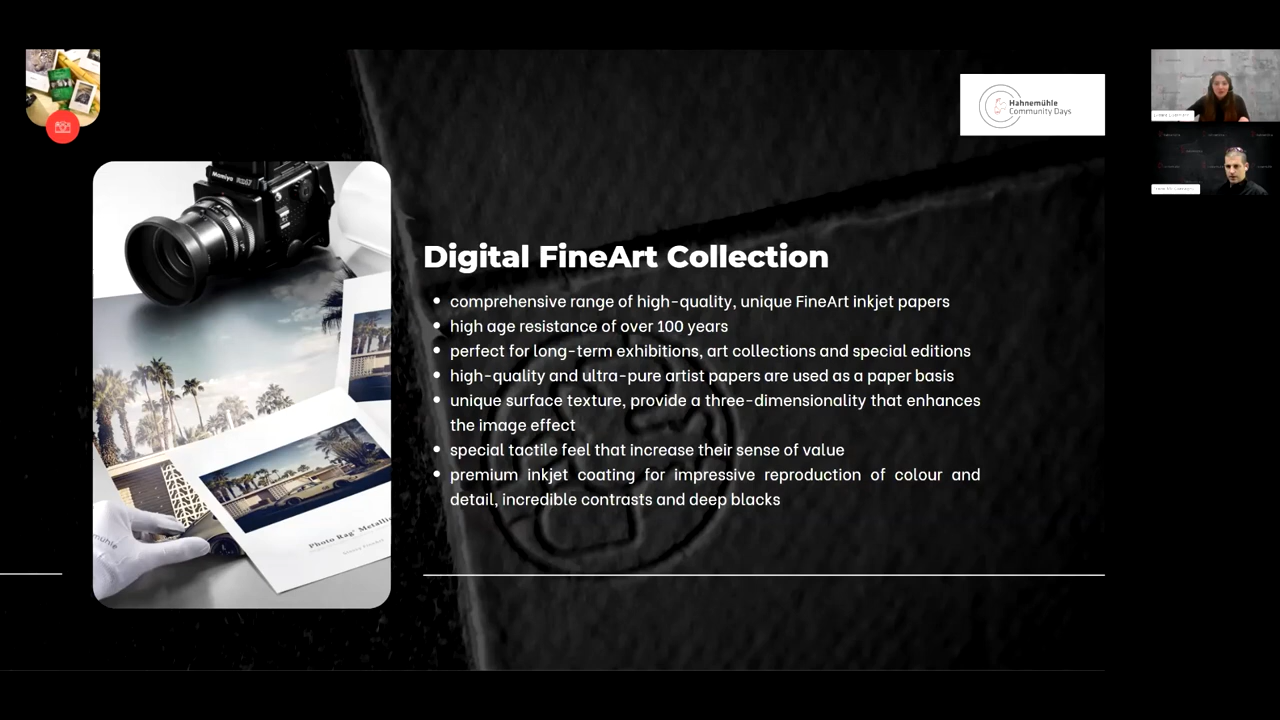 Hahnemühle
Community Days
Mamiya RZ67
Digital FineArt Collection
comprehensive range of high-quality, unique FineArt inkjet papers
high age resistance of over 100 years
perfect for long-term exhibitions, art collections and special editions
high-quality and ultra-pure artist papers are used as a paper basis
unique surface texture, provide a three-dimensionality that enhances
the image effect
special tactile feel that increase their sense of value
premium inkjet coating for impressive reproduction of colour and
detail, incredible contrasts and deep blacks
Photo Rag® Metallic